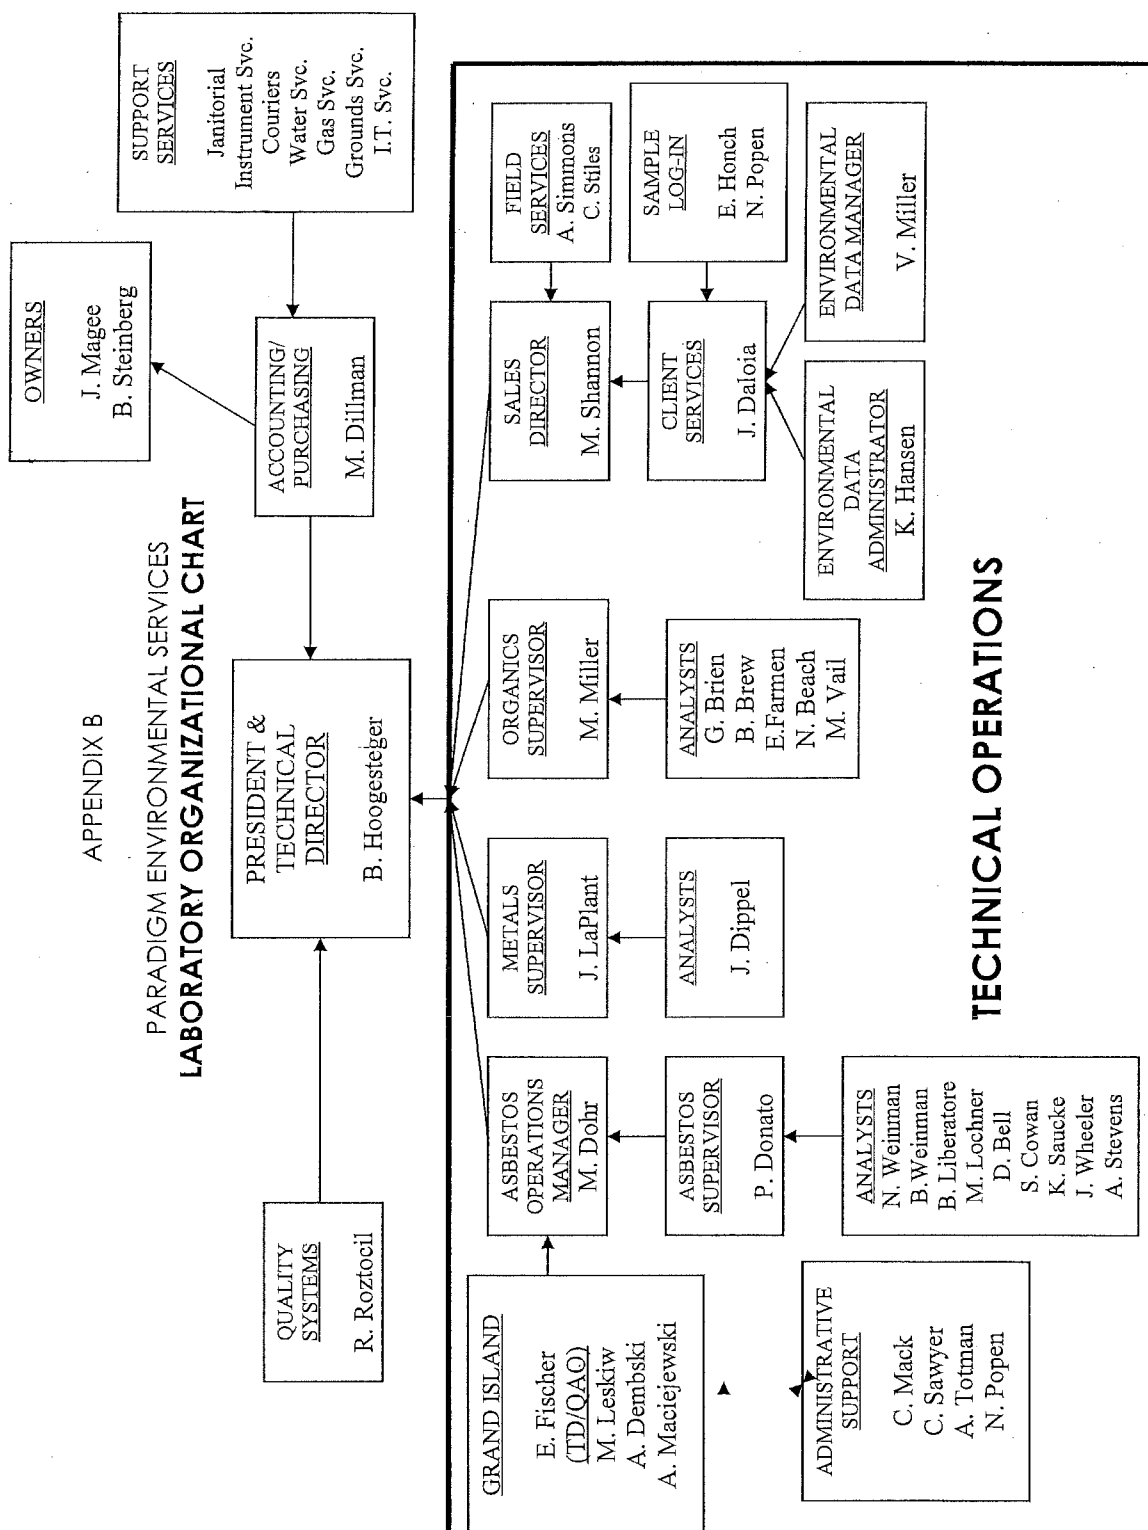 APPENDIX B
PARADIGM ENVIRONMENTAL SERVICES
LABORATORY ORGANIZATIONAL CHART
OWNERS
J. Magee
B. Steinberg
SUPPORT
SERVICES
Janitorial
Instrument Svc.
Couriers
Water Svc.
Gas Svc.
Grounds Svc.
I.T. Svc.
QUALITY
SYSTEMS
R. Roztocil
PRESIDENT &
TECHNICAL
DIRECTOR
B. Hoogesteger
ACCOUNTING/
PURCHASING
M. Dillman
GRAND ISLAND
E. Fischer
(TD/QAO)
M. Leskiw
A. Dembski
A. Maciejewski
ASBESTOS
OPERATIONS
MANAGER
M. Dohr
METALS
SUPERVISOR
J. LaPlant
ORGANICS
SUPERVISOR
M. Miller
SALES
DIRECTOR
M. Shannon
FIELD
SERVICES
A. Simmons
C. Stiles
ASBESTOS
SUPERVISOR
P. Donato
ANALYSTS
J. Dippel
ANALYSTS
G. Brien
B. Brew
E.Farmen
N. Beach
M. Vail
CLIENT
SERVICES
J. Daloia
SAMPLE
LOG-IN
E. Honch
N. Popen
ADMINISTRATIVE
SUPPORT
C. Mack
C. Sawyer
A. Totman
N. Popen
ANALYSTS
N. Weinman
B.Weinman
B. Liberatore
M. Lochner
D. Bell
S. Cowan
K. Saucke
J. Wheeler
A. Stevens
ENVIRONMENTAL
DATA
ADMINISTRATOR
K. Hansen
ENVIRONMENTAL
DATA MANAGER
V. Miller
TECHNICAL OPERATIONS